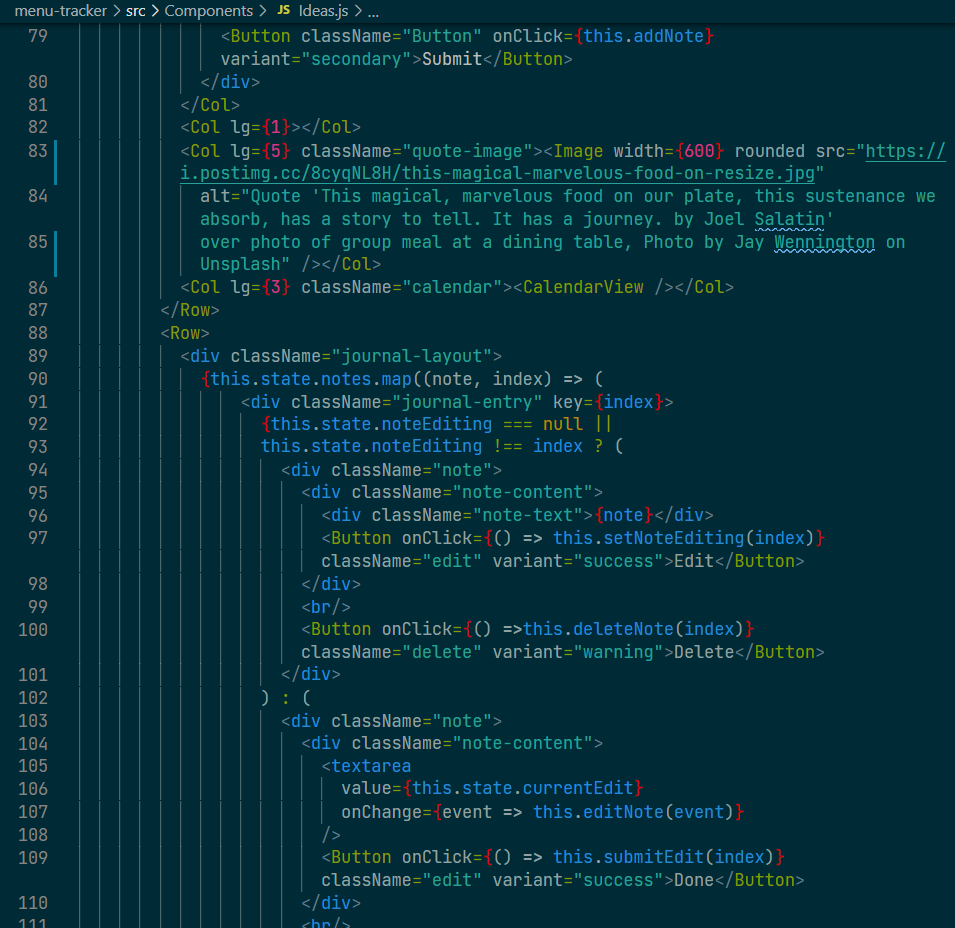 menu-tracker > src > Components > JS Ideas.js > ...
79 <Button className="Button" onClick={this.addNote}
variant="secondary">Submit</Button>
80 </div>
81 </Col>
82 <Col lg={1}></Col>
83 <Col lg={5} className="quote-image"><Image width={600} rounded src="https://
i.postimg.cc/8cyqNL8H/this-magical-marvelous-food-on-resize.jpg"
84 alt="Quote 'This magical, marvelous food on our plate, this sustenance we
absorb, has a story to tell. It has a journey. by Joel Salatin'
85 over photo of group meal at a dining table, Photo by Jay Wennington on
Unsplash" /></Col>
86 <Col lg={3} className="calendar"><CalendarView /></Col>
87 </Row>
88 <Row>
89 <div className="journal-layout">
90 {this.state.notes.map((note, index) => (
91 <div className="journal-entry" key={index}>
92 {this.state.noteEditing === null ||
93 this.state.noteEditing !== index ? (
94 <div className="note">
95 <div className="note-content">
96 <div className="note-text">{note}</div>
97 <Button onClick={() => this.setNoteEditing(index)}
className="edit" variant="success">Edit</Button>
98 </div>
99 <br/>
100 <Button onClick={() =>this.deleteNote(index)}
className="delete" variant="warning">Delete</Button>
101 </div>
102 ) : (
103 <div className="note">
104 <div className="note-content">
105 <textarea
106 value={this.state.currentEdit}
107 onChange={event => this.editNote(event)}
108 />
109 <Button onClick={() => this.submitEdit(index)}
className="edit" variant="success">Done</Button>
110 </div>
111 <br/>